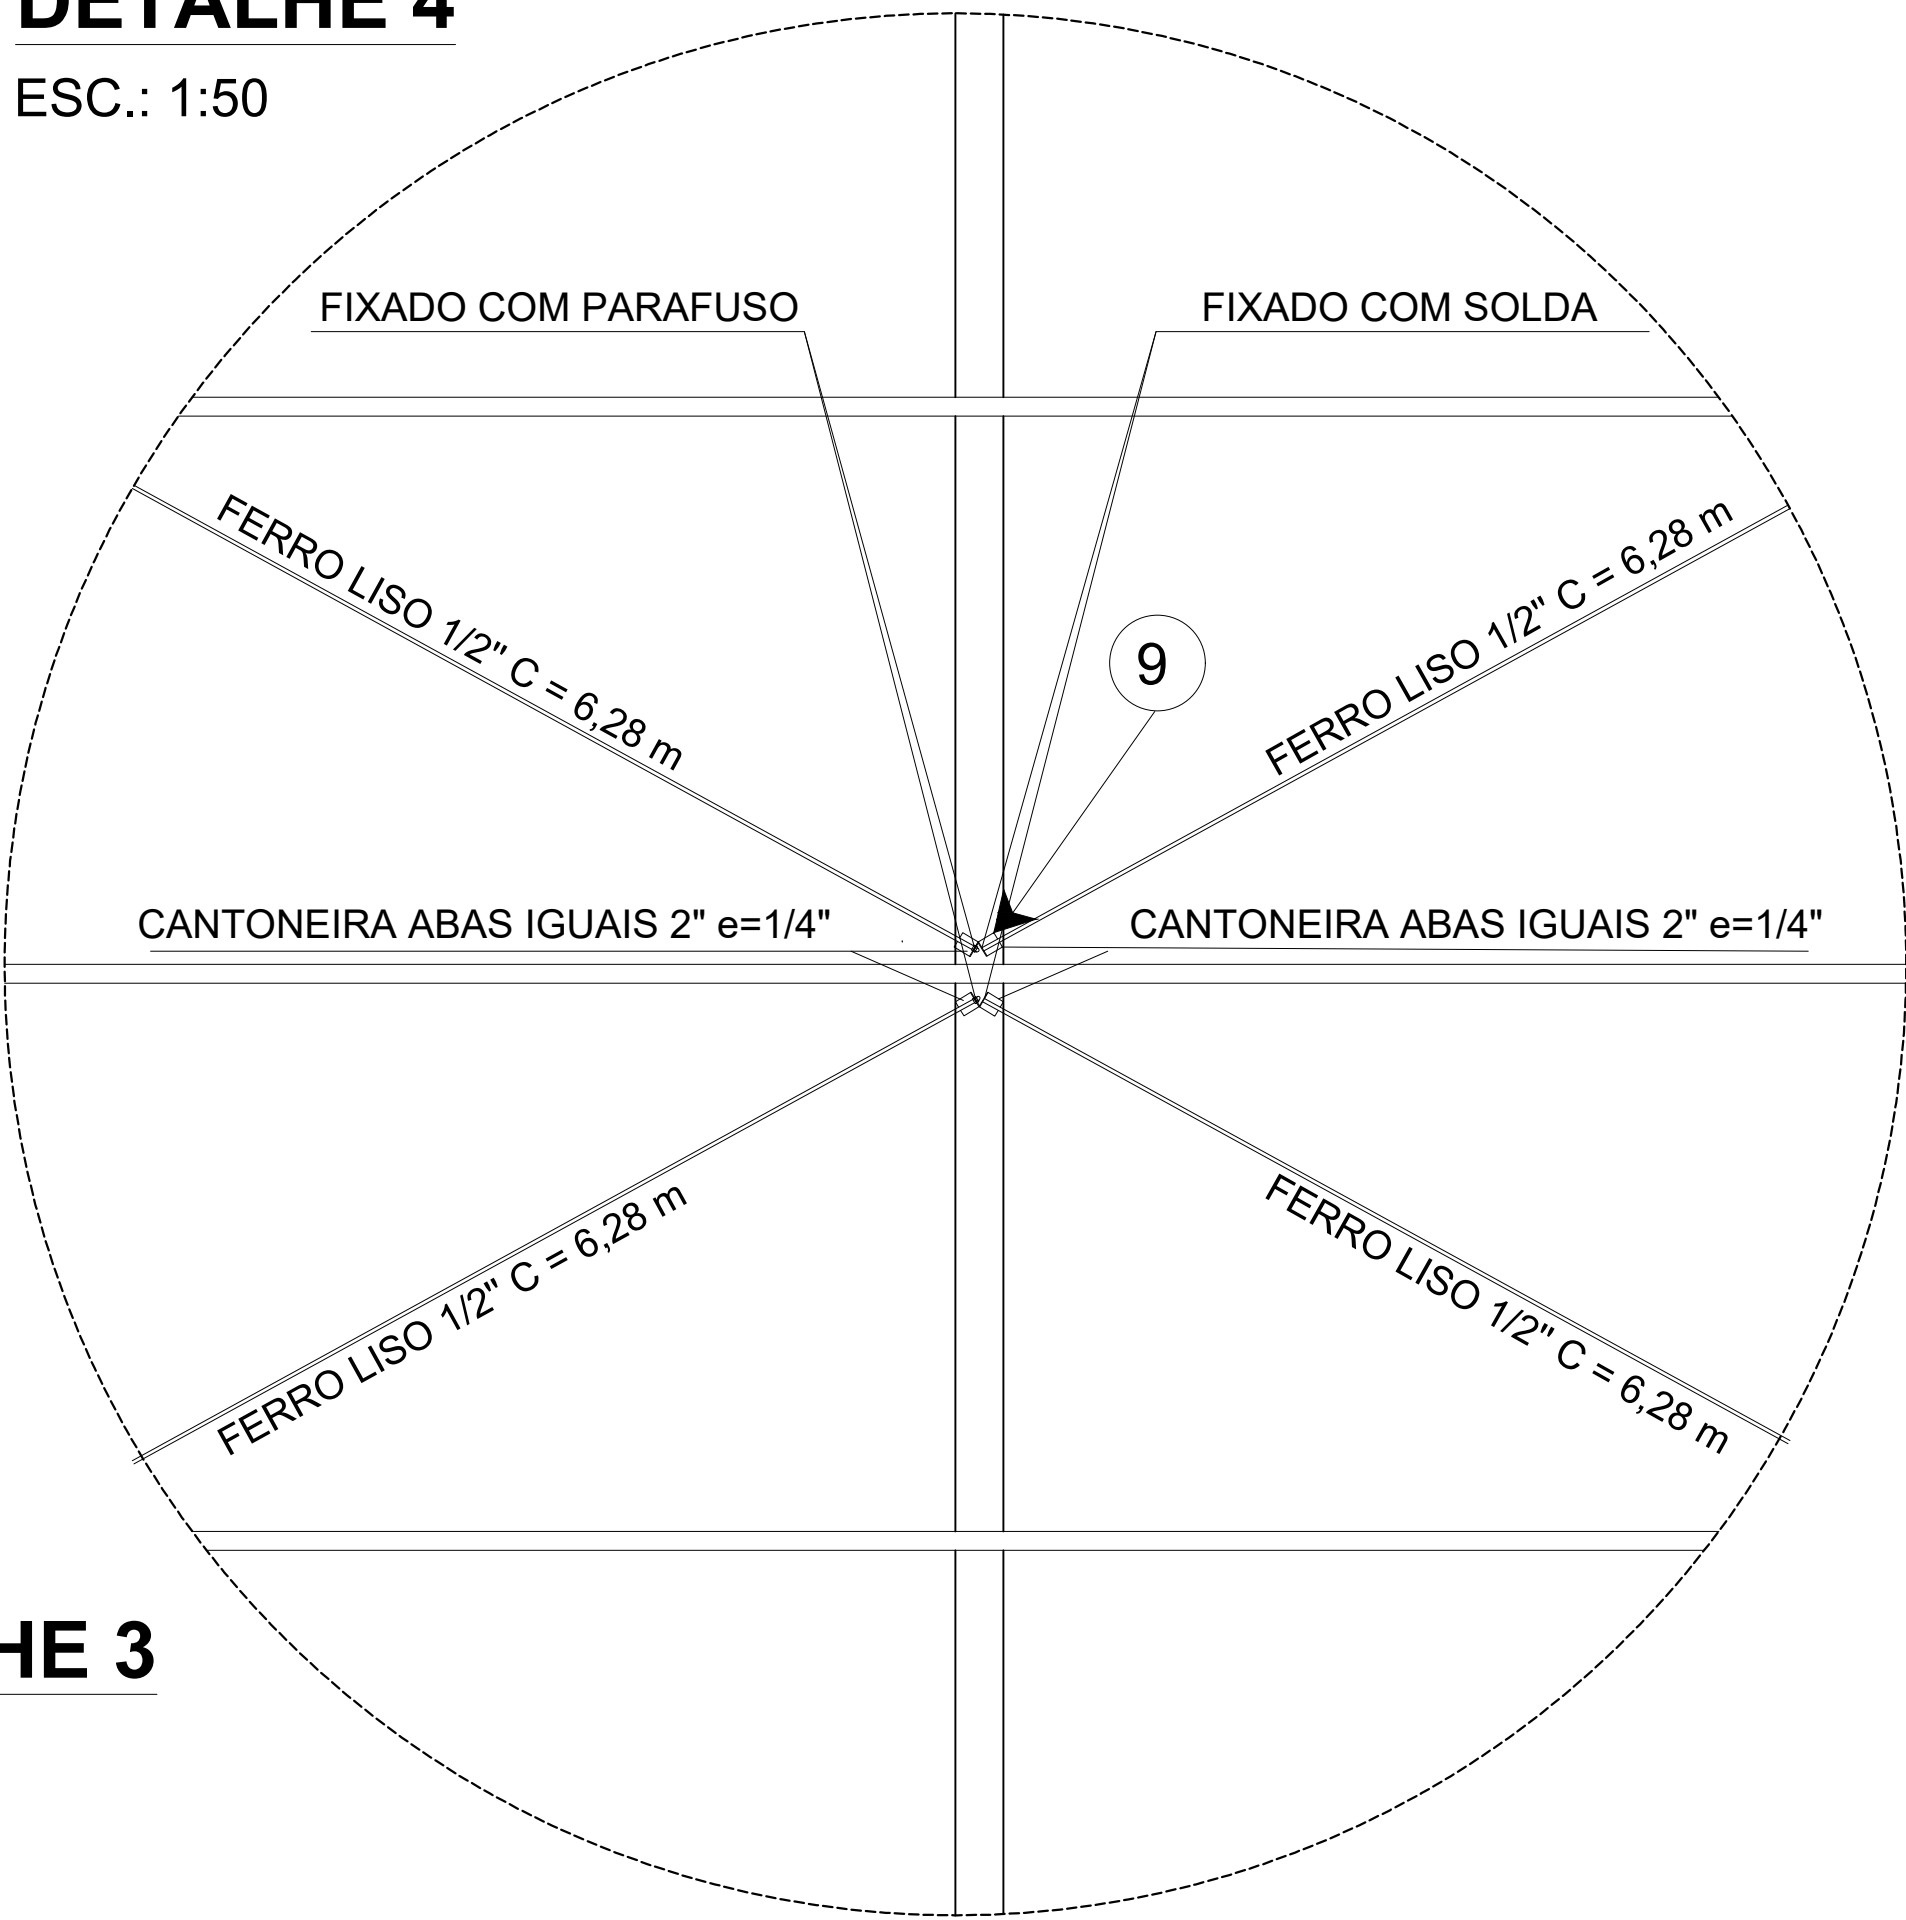 DETALHE 4
ESC.: 1:50
FIXADO COM PARAFUSO
FIXADO COM SOLDA
FERRO LISO 1/2" C = 6,28 m
FERRO LISO 1/2" C = 6,28 m
9
CANTONEIRA ABAS IGUAIS 2" e=1/4"
CANTONEIRA ABAS IGUAIS 2" e=1/4"
FERRO LISO 1/2" C = 6,28 m
FERRO LISO 1/2" C = 6,28 m
HE 3